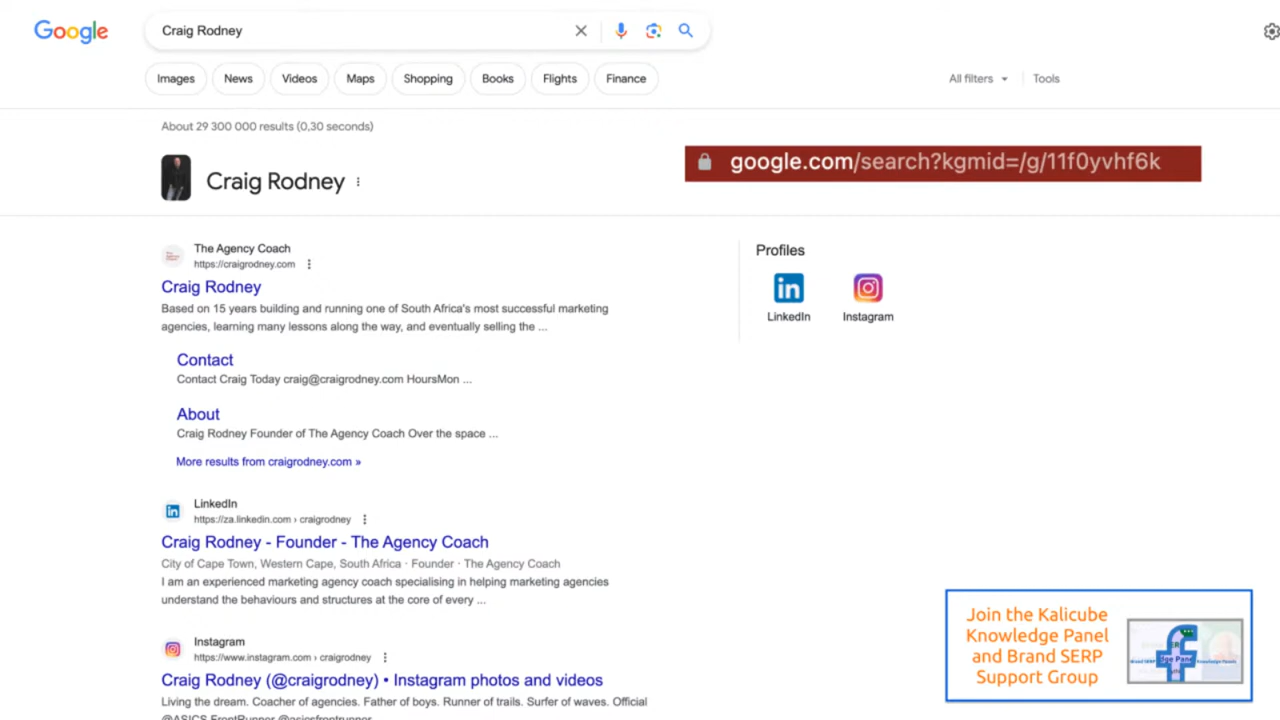 Google
Craig Rodney
Images
News
Videos
Maps
Shopping
Books
Flights
Finance
All filters
Tools
About 29 300 000 results (0,30 seconds)
Craig Rodney
google.com/search?kgmid=/g/11f0yvhf6k
The Agency Coach
https://craigrodney.com
Craig Rodney
Based on 15 years building and running one of South Africa's most successful marketing
agencies, learning many lessons along the way, and eventually selling the ...
Contact
Contact Craig Today craig@craigrodney.com HoursMon ...
About
Craig Rodney Founder of The Agency Coach Over the space ...
More results from craigrodney.com »
Profiles
LinkedIn
Instagram
LinkedIn
https://za.linkedin.com › craigrodney
Craig Rodney - Founder - The Agency Coach
City of Cape Town, Western Cape, South Africa · Founder · The Agency Coach
I am an experienced marketing agency coach specialising in helping marketing agencies
understand the behaviours and structures at the core of every ...
Instagram
https://www.instagram.com › craigrodney
Craig Rodney (@craigrodney) • Instagram photos and videos
Living the dream. Coacher of agencies. Father of boys. Runner of trails. Surfer of waves. Official
@ASICS FrontRunner @asicsfrontrunner
Join the Kalicube
Knowledge Panel
and Brand SERP
Support Group